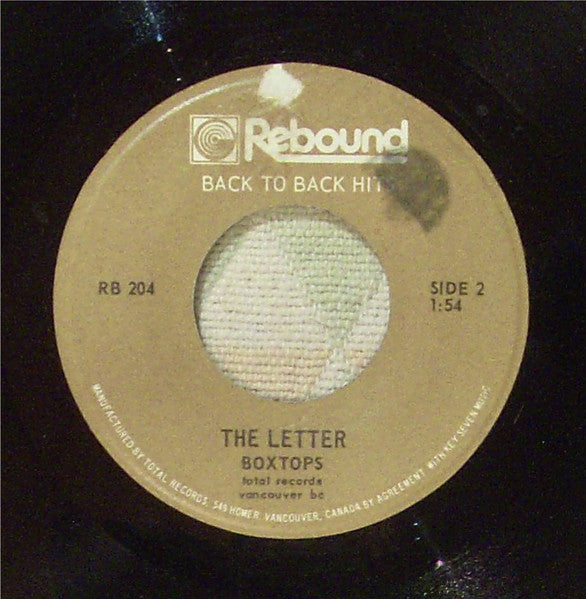 Rebound
BACK TO BACK HITS
RB 204
SIDE 2
1:54
THE LETTER
BOXTOPS
total records
vancouver bc
MANUFACTURED BY TOTAL RECORDS, 549 HOMER, VANCOUVER, CANADA BY AGREEMENT WITH KEY SEVEN MUSIC